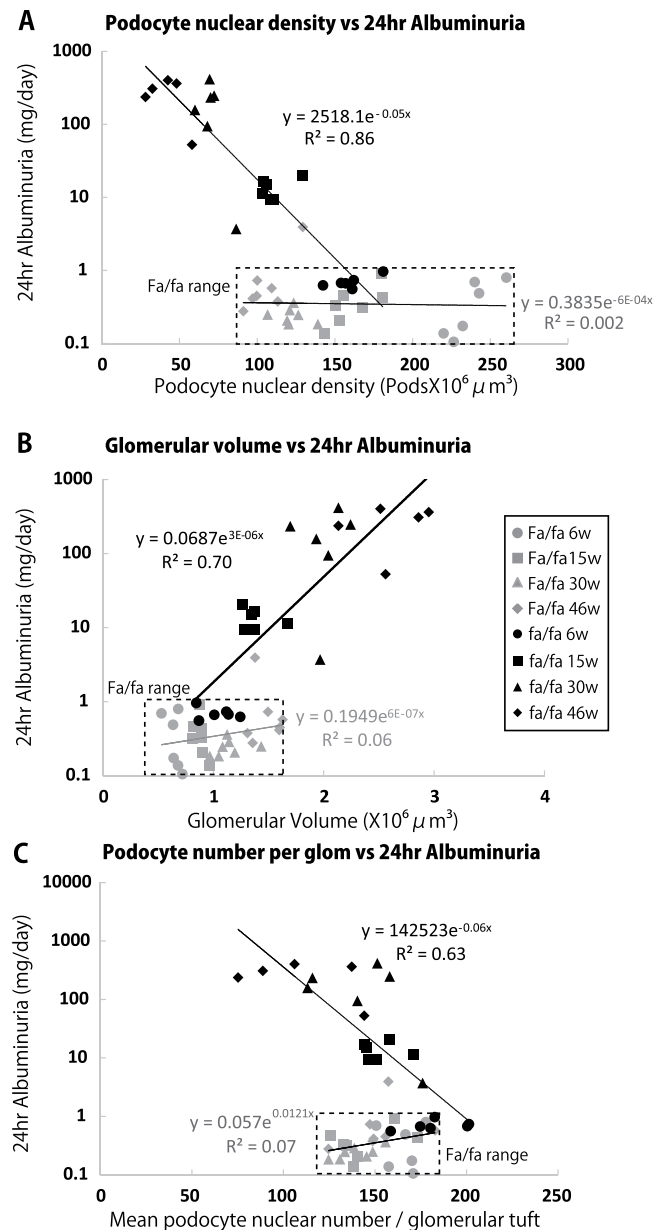 A
Podocyte nuclear density vs 24hr Albuminuria
24hr Albuminuria (mg/day)
1000
100
10
1
0.1
y = 2518.1e^-0.05x
R² = 0.86
Fa/fa range
y = 0.3835e^-6E-04x
R² = 0.002
0
50
100
150
200
250
300
Podocyte nuclear density (PodsX10⁶ μm³)
B
Glomerular volume vs 24hr Albuminuria
24hr Albuminuria (mg/day)
1000
100
10
1
0.1
y = 0.0687e^3E-06x
R² = 0.70
Fa/fa range
y = 0.1949e^6E-07x
R² = 0.06
0
1
2
3
4
Glomerular Volume (X10⁶ μm³)
Fa/fa 6w
Fa/fa15w
Fa/fa 30w
Fa/fa 46w
fa/fa 6w
fa/fa 15w
fa/fa 30w
fa/fa 46w
C
Podocyte number per glom vs 24hr Albuminuria
24hr Albuminuria (mg/day)
10000
1000
100
10
1
0.1
y = 142523e^-0.06x
R² = 0.63
y = 0.057e^0.0121x
R² = 0.07
Fa/fa range
0
50
100
150
200
250
Mean podocyte nuclear number / glomerular tuft